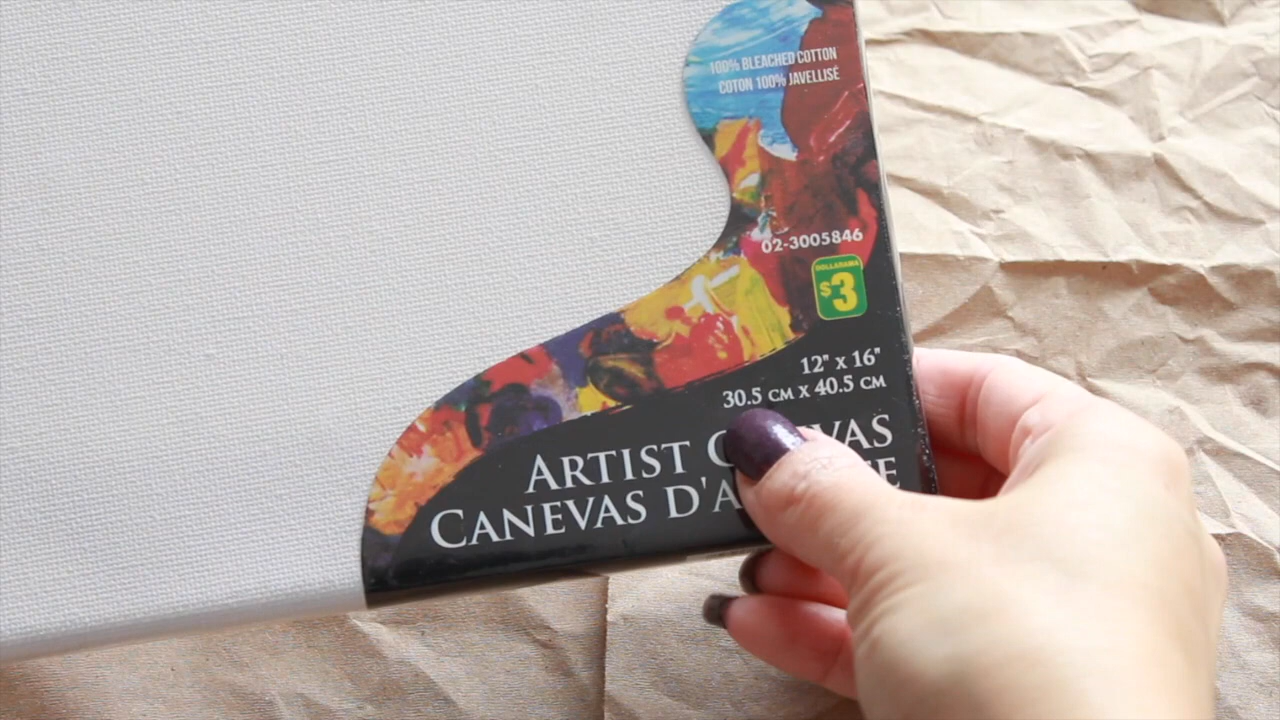 100% BLEACHED COTTON
COTON 100% JAVELLISÉ
02-3005846
DOLLARAMA
$3
12" x 16"
30.5 CM X 40.5 CM
ARTIST
CANEVAS